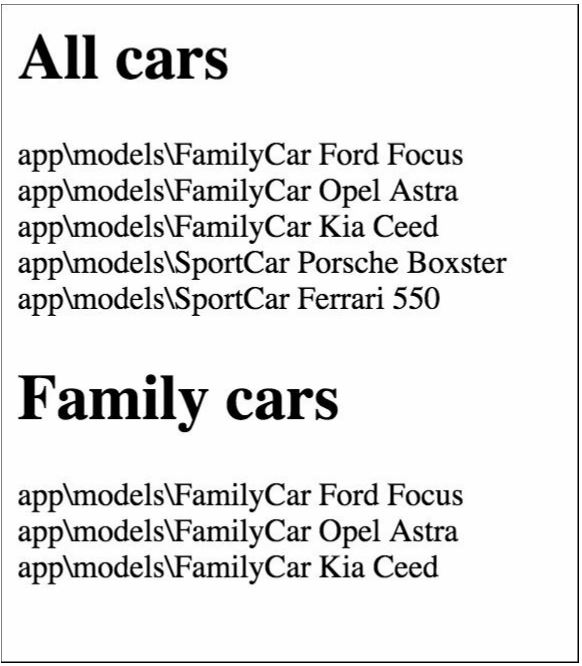 All cars
app\models\FamilyCar Ford Focus
app\models\FamilyCar Opel Astra
app\models\FamilyCar Kia Ceed
app\models\SportCar Porsche Boxster
app\models\SportCar Ferrari 550
Family cars
app\models\FamilyCar Ford Focus
app\models\FamilyCar Opel Astra
app\models\FamilyCar Kia Ceed